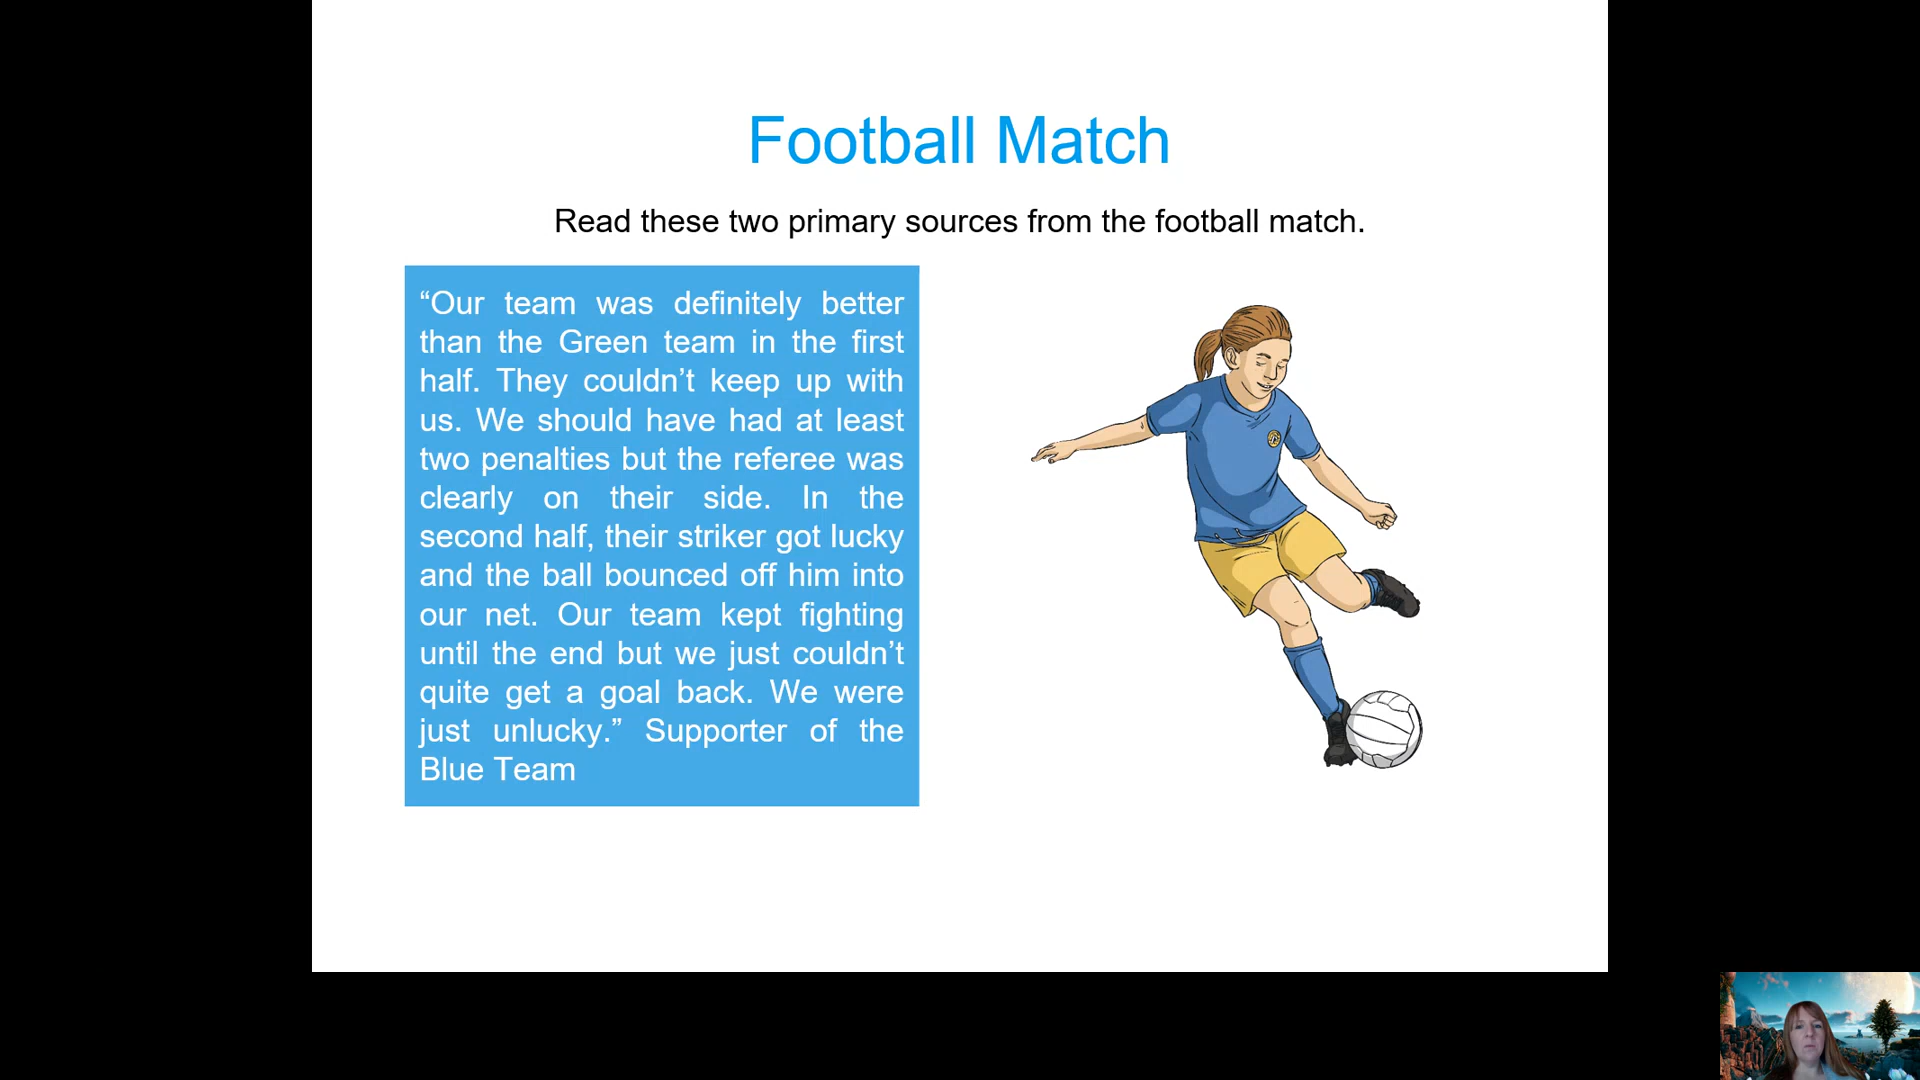 Football Match
Read these two primary sources from the football match.
“Our team was definitely better
than the Green team in the first
half. They couldn’t keep up with
us. We should have had at least
two penalties but the referee was
clearly on their side. In the
second half, their striker got lucky
and the ball bounced off him into
our net. Our team kept fighting
until the end but we just couldn’t
quite get a goal back. We were
just unlucky.” Supporter of the
Blue Team